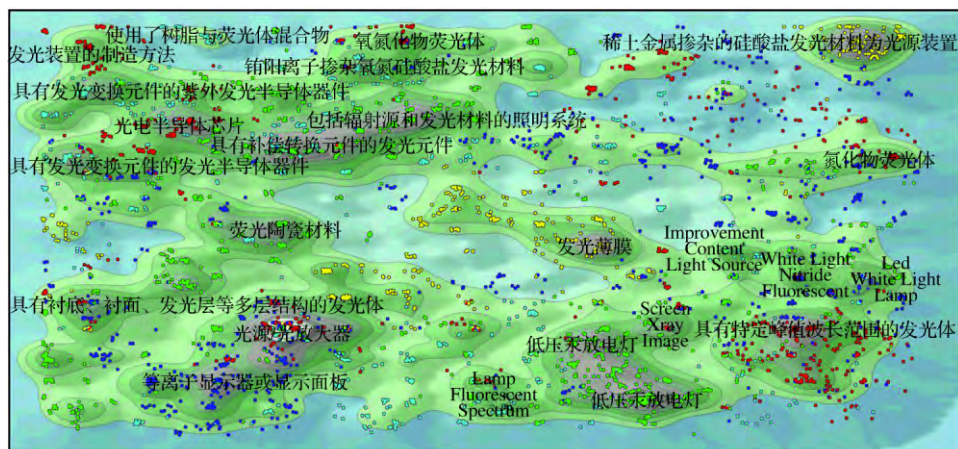 使用了树脂与荧光体混合物
发光装置的制造方法
氧氮化物荧光体
稀土金属掺杂的硅酸盐发光材料为光源装置
铕阳离子掺杂氧氮硅酸盐发光材料
具有发光变换元件的紫外发光半导体器件
光电半导体芯片
包括辐射源和发光材料的照明系统
具有补偿转换元件的发光元件
具有发光变换元件的发光半导体器件
氮化物荧光体
荧光陶瓷材料
发光薄膜
Improvement
Content
Light Source
White Light
Nitride
Fluorescent
Led
White Light
Lamp
具有衬底、衬面、发光层等多层结构的发光体
光源/光放大器
Screen
Xray
Image
具有特定峰值波长范围的发光体
低压汞放电灯
等离子显示器或显示面板
Lamp
Fluorescent
Spectrum
低压汞放电灯